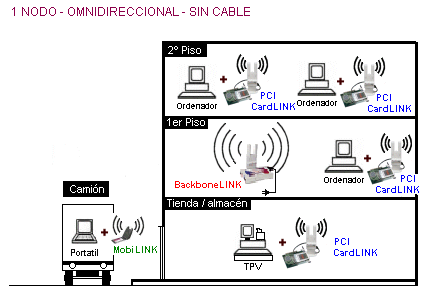 1 NODO - OMNIDIRECCIONAL - SIN CABLE
2º Piso
Ordenador
PCI
CardLINK
Ordenador
PCI
CardLINK
1er Piso
BackboneLINK
Ordenador
PCI
CardLINK
Camión
Portatil
MobiLINK
Tienda / almacén
TPV
PCI
CardLINK